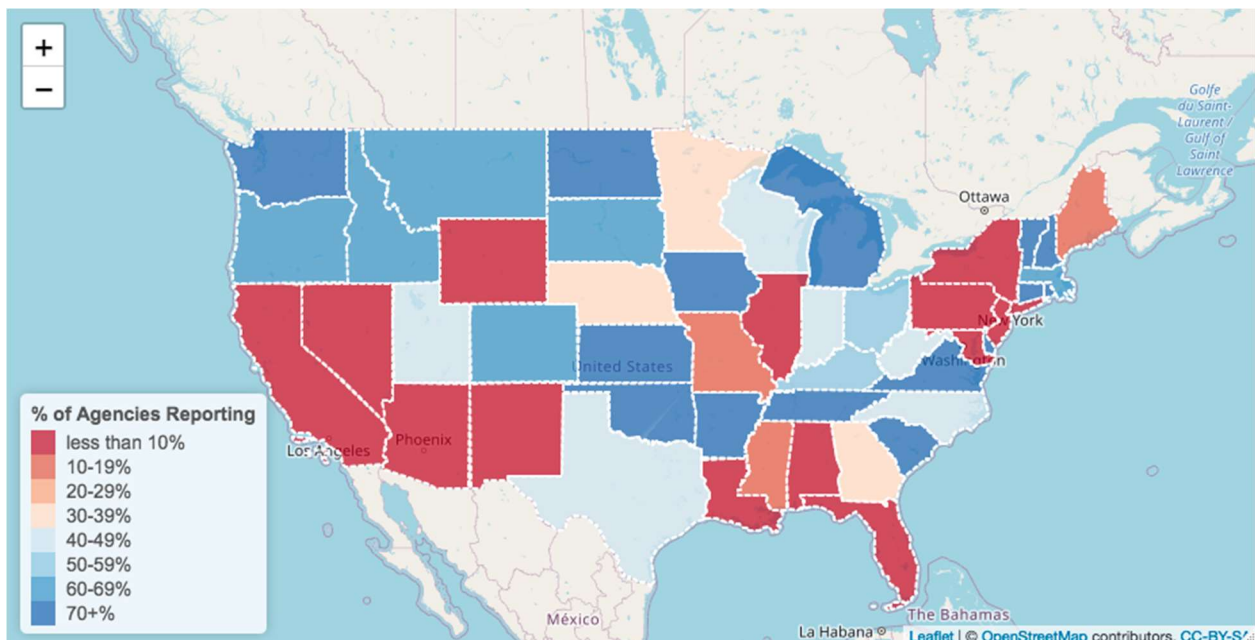 +
−
Golfe
du Saint-
Laurent /
Gulf of
Saint
Lawrence
Ottawa
New York
United States
Washington
% of Agencies Reporting
less than 10%
10-19%
20-29%
30-39%
40-49%
50-59%
60-69%
70+%
Phoenix
Los Angeles
México
The Bahamas
La Habana
Leaflet | © OpenStreetMap contributors, CC-BY-SA